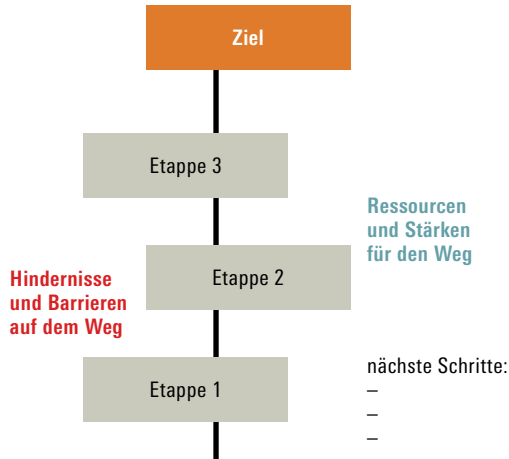 Ziel
Etappe 3
Ressourcen
und Stärken
für den Weg
Etappe 2
Hindernisse
und Barrieren
auf dem Weg
Etappe 1
nächste Schritte:
–
–
–